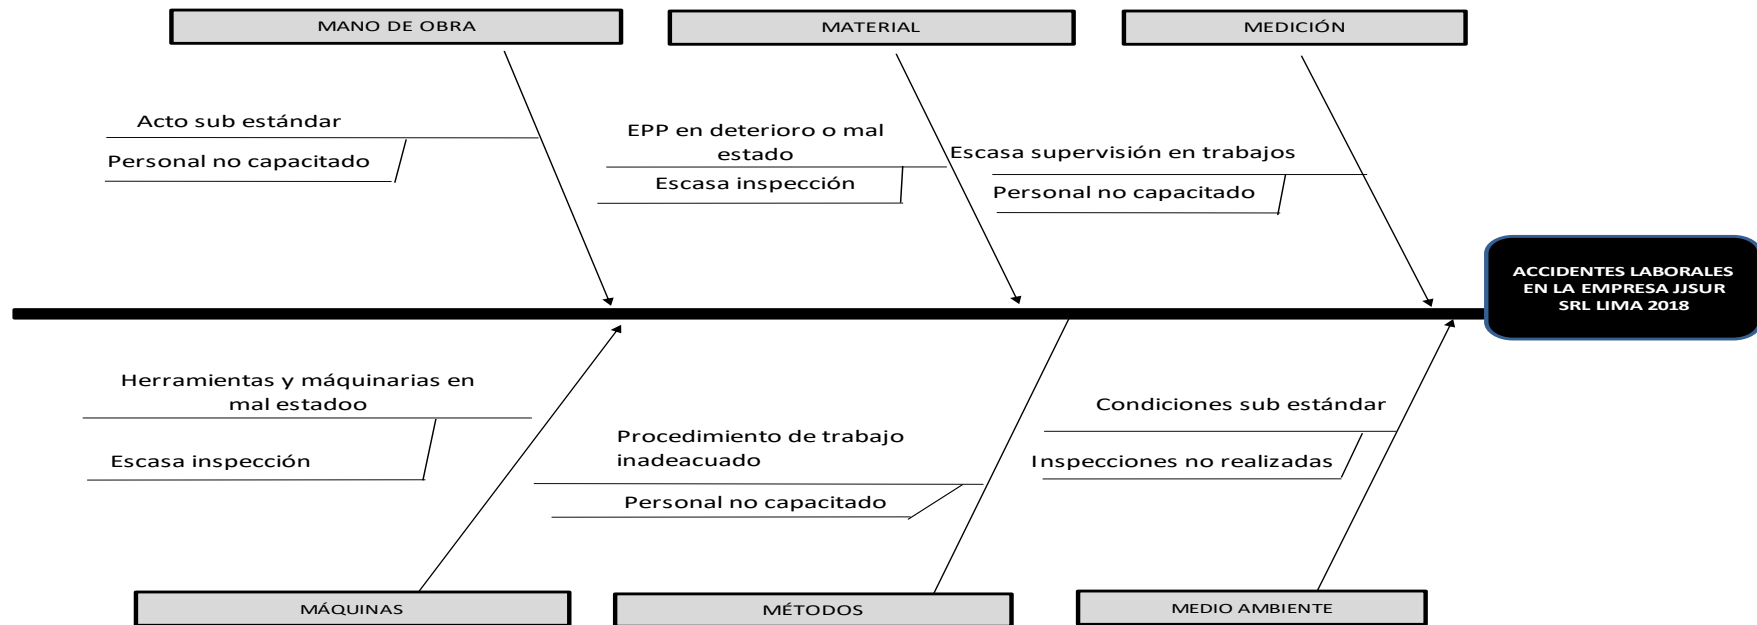 MANO DE OBRA
MATERIAL
MEDICIÓN
Acto sub estándar
Personal no capacitado
EPP en deterioro o mal
estado
Escasa inspección
Escasa supervisión en trabajos
Personal no capacitado
ACCIDENTES LABORALES
EN LA EMPRESA JJSUR
SRL LIMA 2018
Herramientas y máquinarias en
mal estadoo
Escasa inspección
Procedimiento de trabajo
inadeacuado
Personal no capacitado
Condiciones sub estándar
Inspecciones no realizadas
MÁQUINAS
MÉTODOS
MEDIO AMBIENTE